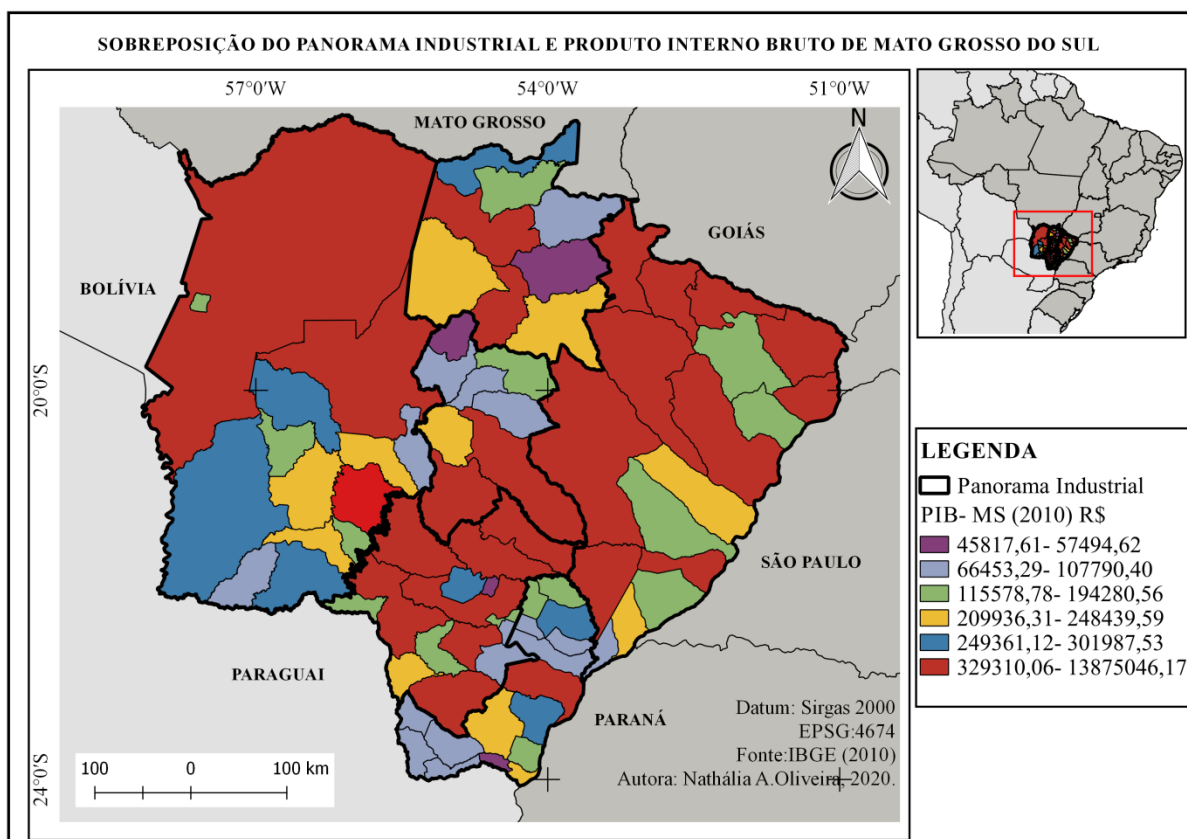 SOBREPOSIÇÃO DO PANORAMA INDUSTRIAL E PRODUTO INTERNO BRUTO DE MATO GROSSO DO SUL
57°0'W
54°0'W
51°0'W
MATO GROSSO
N
GOIÁS
BOLÍVIA
20°0'S
SÃO PAULO
PARAGUAI
PARANÁ
Datum: Sirgas 2000
EPSG:4674
Fonte:IBGE (2010)
Autora: Nathália A.Oliveira, 2020.
100 0 100 km
24°0'S
LEGENDA
Panorama Industrial
PIB- MS (2010) R$
45817,61- 57494,62
66453,29- 107790,40
115578,78- 194280,56
209936,31- 248439,59
249361,12- 301987,53
329310,06- 13875046,17